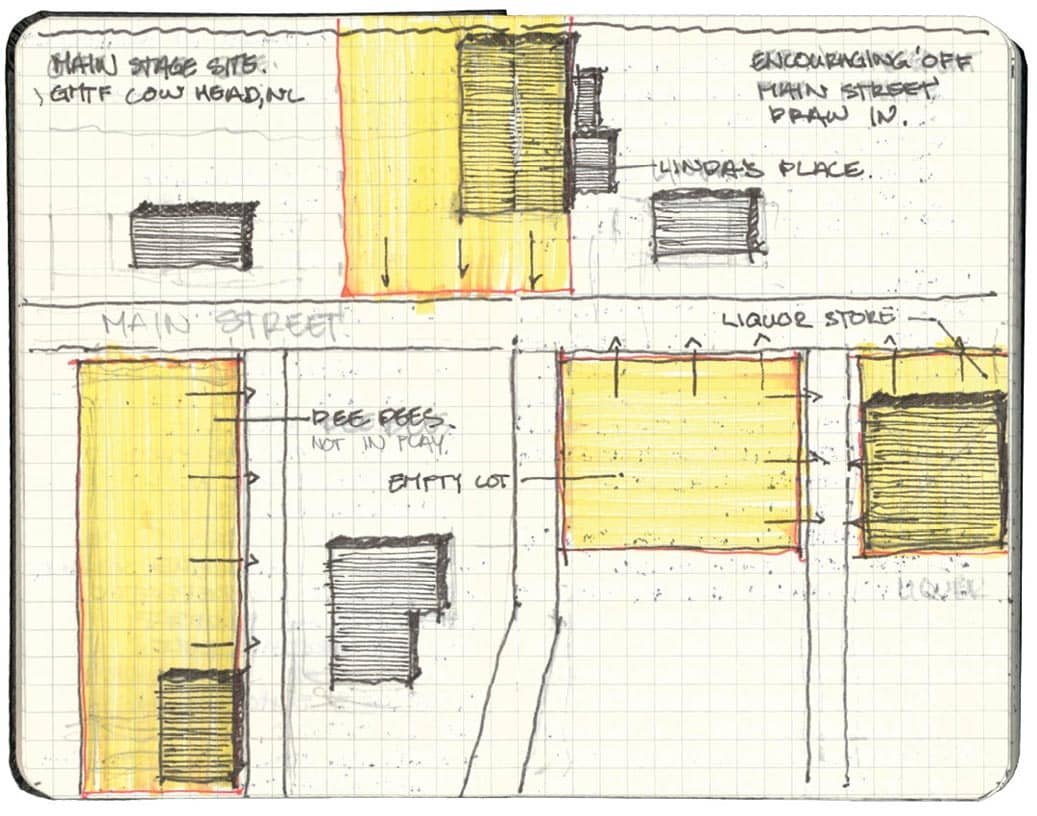 MAIN STAGE SITE.
GMTF COW HEAD, NL
ENCOURAGING 'OFF
MAIN STREET'
DRAW IN.
LINDA'S PLACE.
MAIN STREET
LIQUOR STORE
DEE DEES.
NOT IN PLAY.
EMPTY LOT